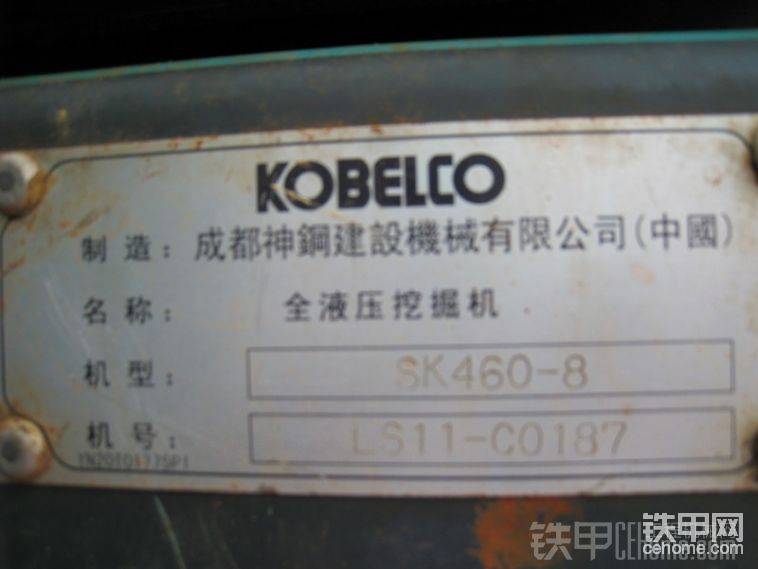 KOBELCO
制造：成都神鋼建設機械有限公司(中國)
名称：全液压挖掘机
机型：SK460-8
机号：LS11-C0187
铁甲网
cehome.com